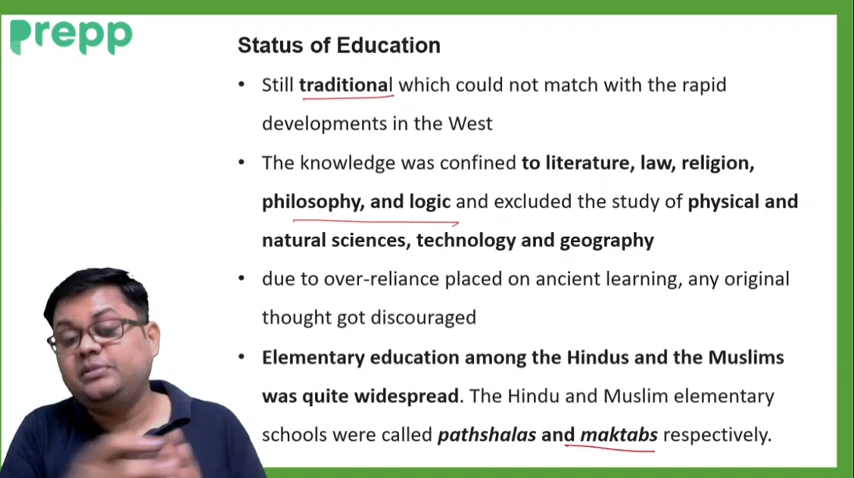 prepp
Status of Education
• Still traditional which could not match with the rapid
developments in the West
• The knowledge was confined to literature, law, religion,
philosophy, and logic and excluded the study of physical and
natural sciences, technology and geography
• due to over-reliance placed on ancient learning, any original
thought got discouraged
• Elementary education among the Hindus and the Muslims
was quite widespread. The Hindu and Muslim elementary
schools were called pathshalas and maktabs respectively.